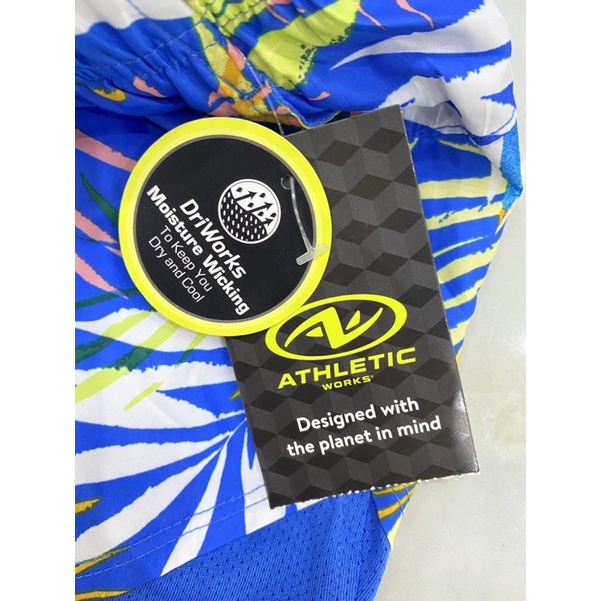 DriWorks
Moisture Wicking
To Keep You
Dry and Cool
ATHLETIC
WORKS®
Designed with
the planet in mind